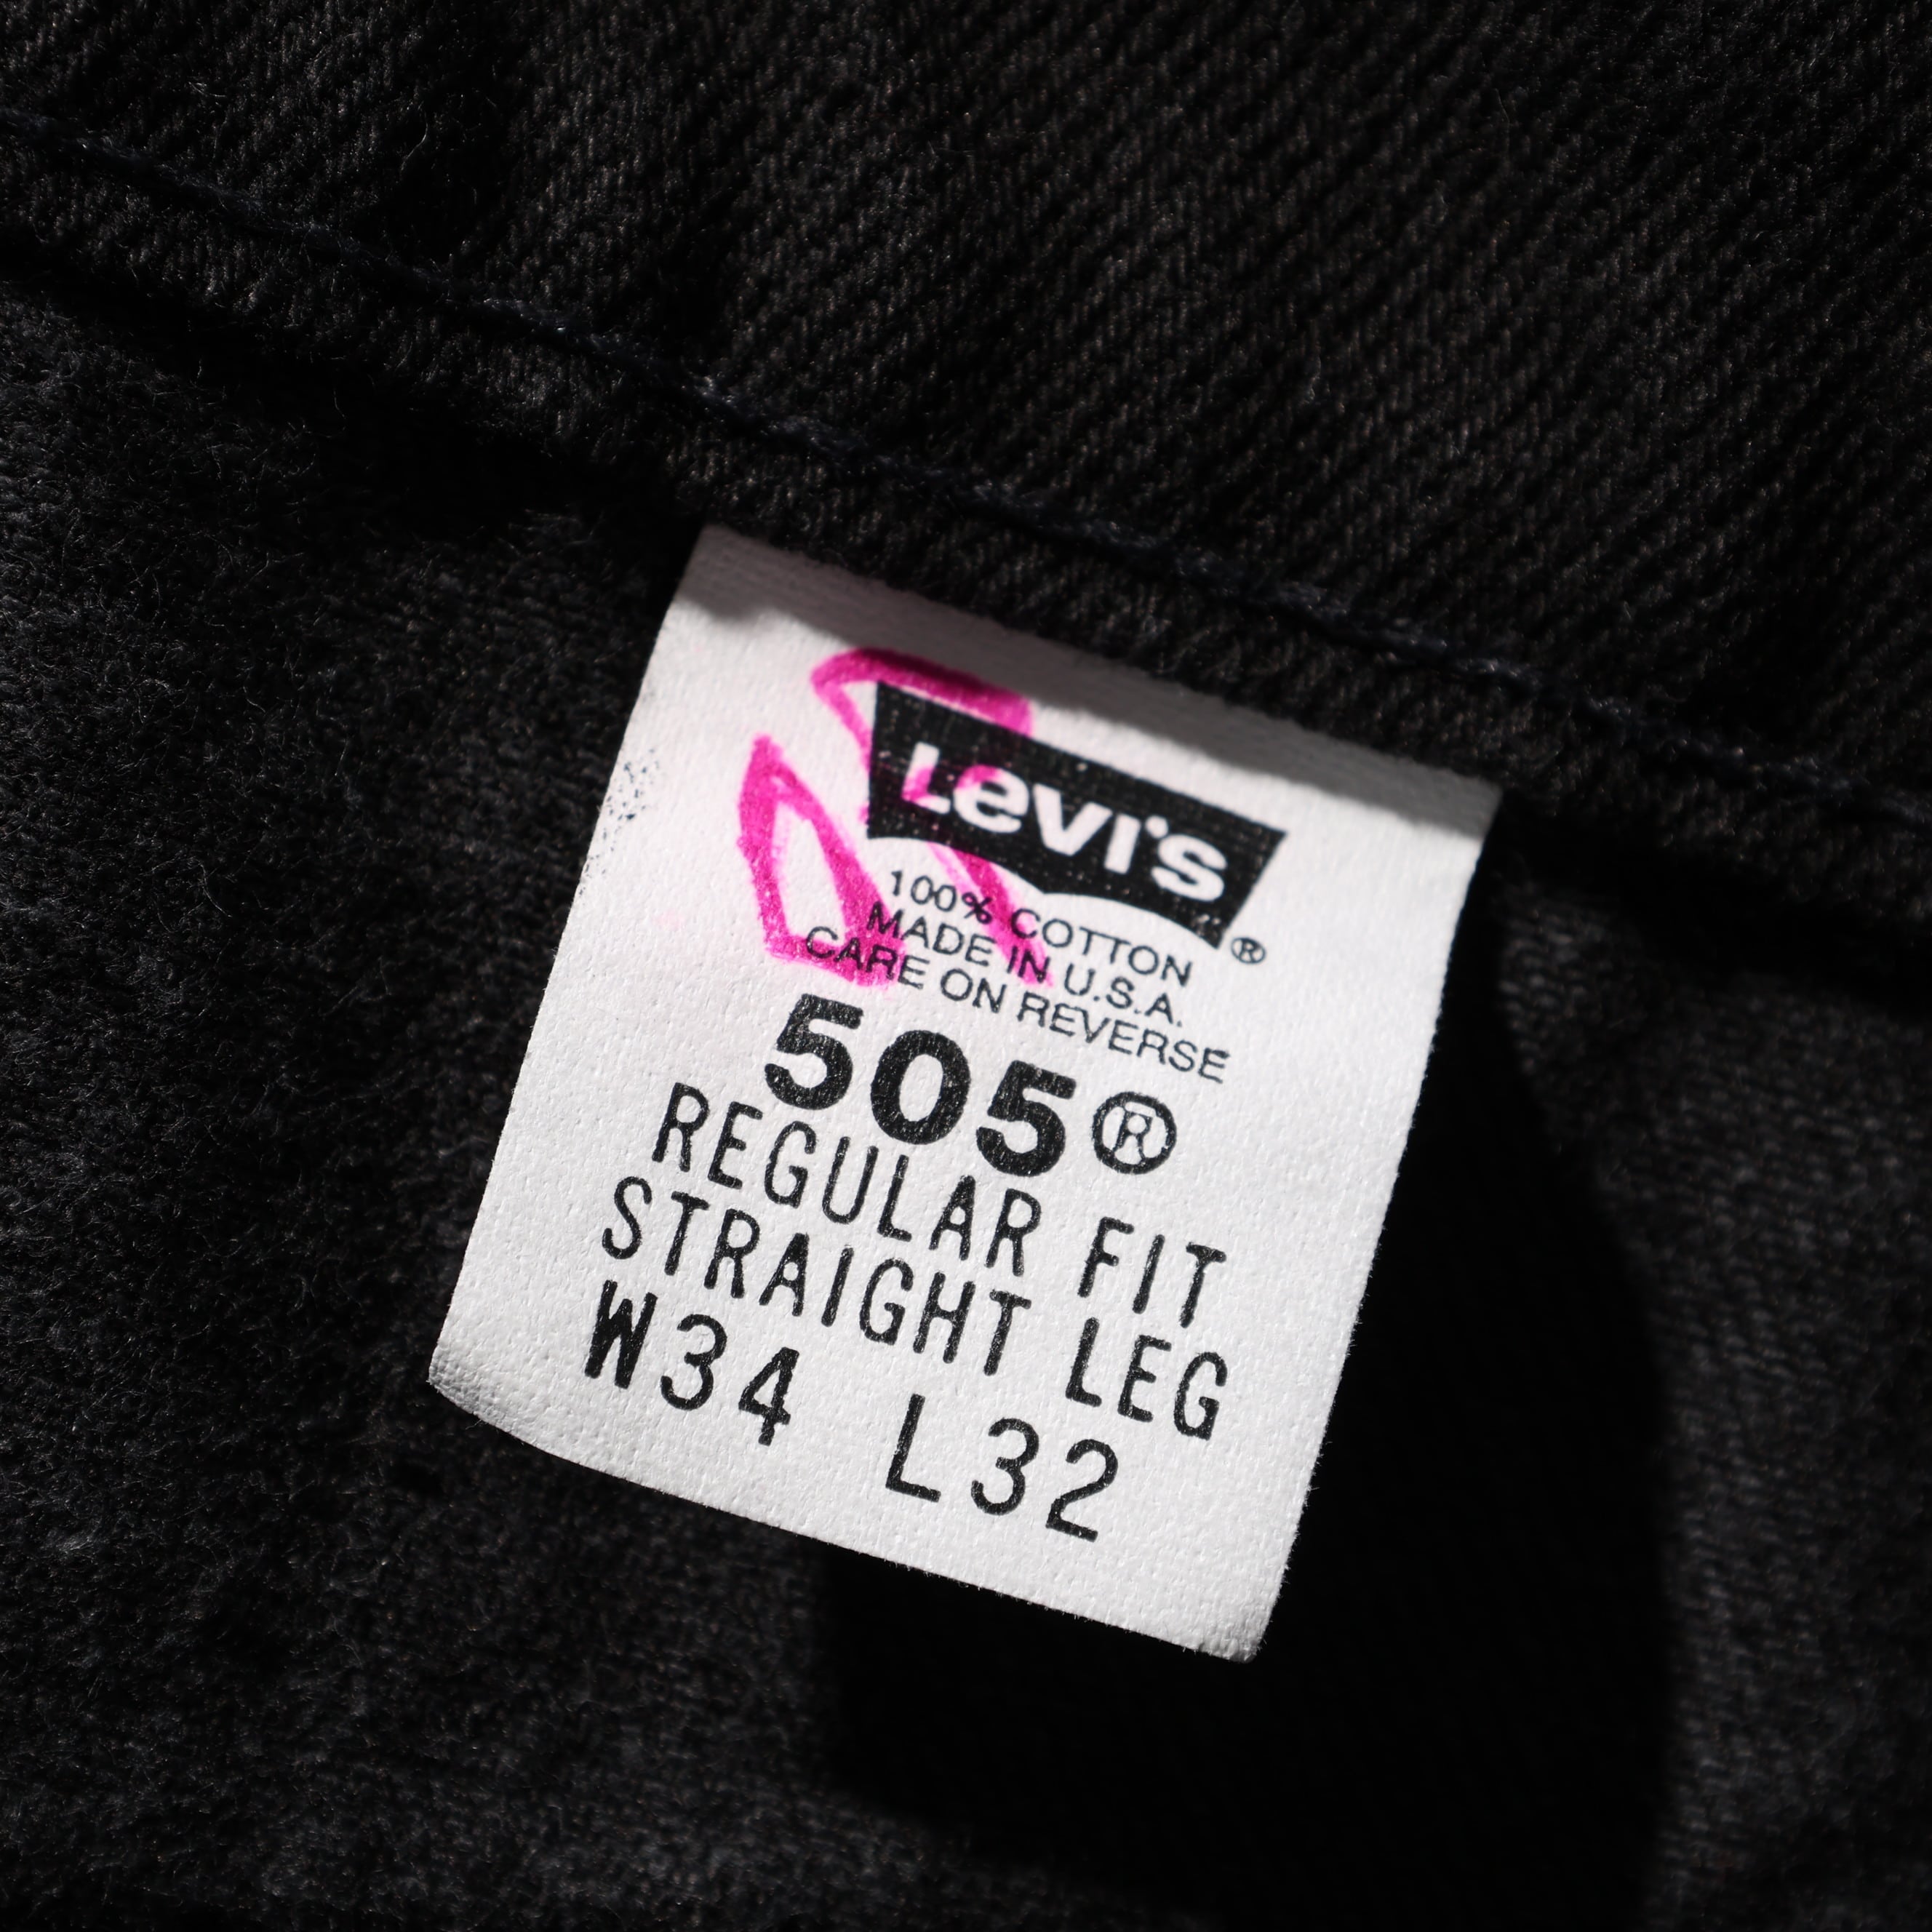 Levi's®
100% COTTON
MADE IN U.S.A.
CARE ON REVERSE
505®
REGULAR FIT
STRAIGHT LEG
W34 L32